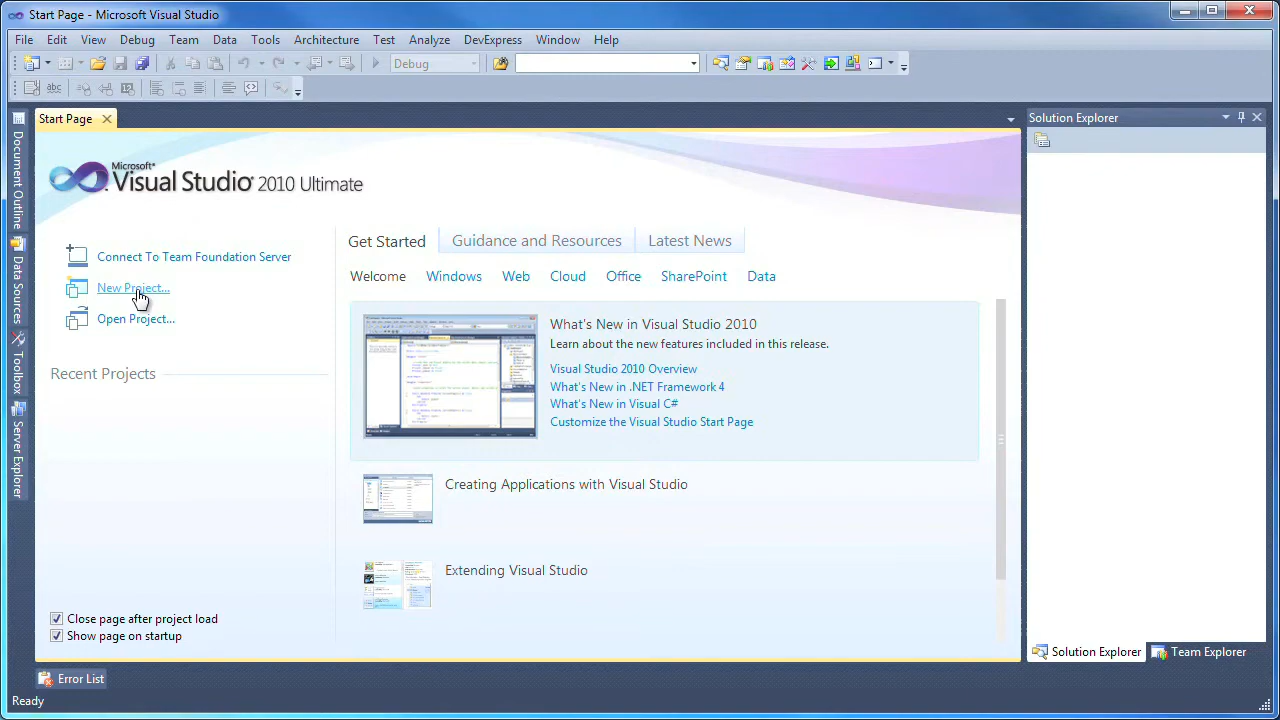 Start Page - Microsoft Visual Studio
File Edit View Debug Team Data Tools Architecture Test Analyze DevExpress Window Help
Debug
abc
Document Outline
Data Sources
Toolbox
Server Explorer
Start Page
Microsoft®
Visual Studio® 2010 Ultimate
Connect To Team Foundation Server
New Project...
Open Project...
Recent Proj
Close page after project load
Show page on startup
Get Started Guidance and Resources Latest News
Welcome Windows Web Cloud Office SharePoint Data
What's New in Visual Studio 2010
Learn about the new features included in this release.
Visual Studio 2010 Overview
What's New in .NET Framework 4
What's New in Visual C#
Customize the Visual Studio Start Page
Creating Applications with Visual Studio
Extending Visual Studio
Solution Explorer
Solution Explorer Team Explorer
Error List
Ready